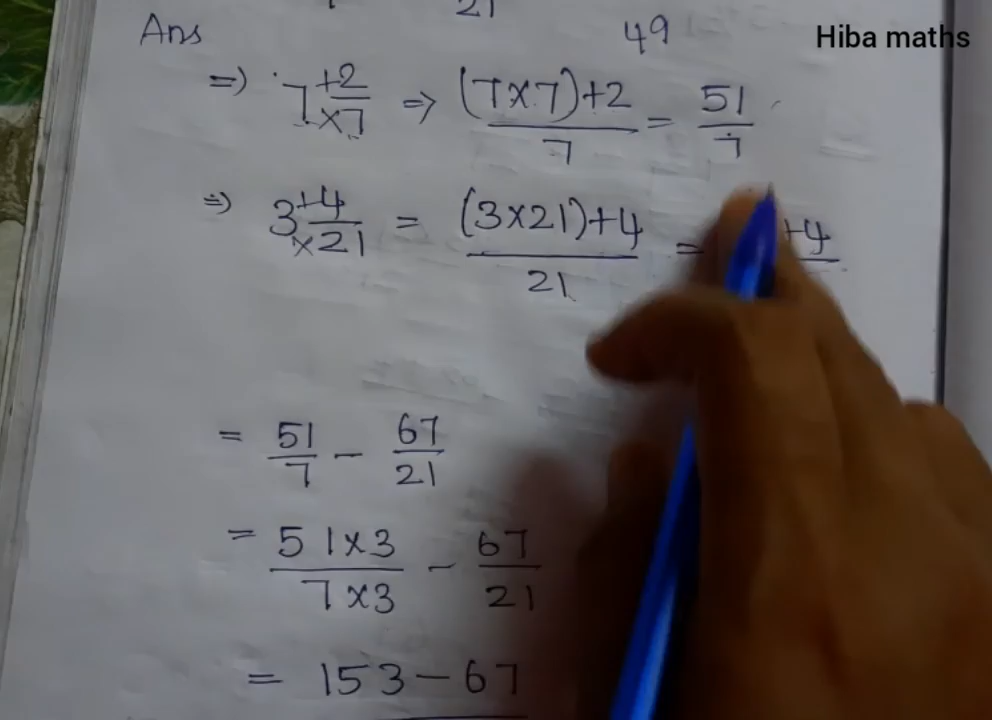 21
49
Ans
Hiba maths
=) 7 +2/×7 => (7×7)+2/7 = 51/7
=) 3 +4/×21 = (3×21)+4/21 = +4
= 51/7 - 67/21
= 51×3/7×3 - 67/21
= 153-67